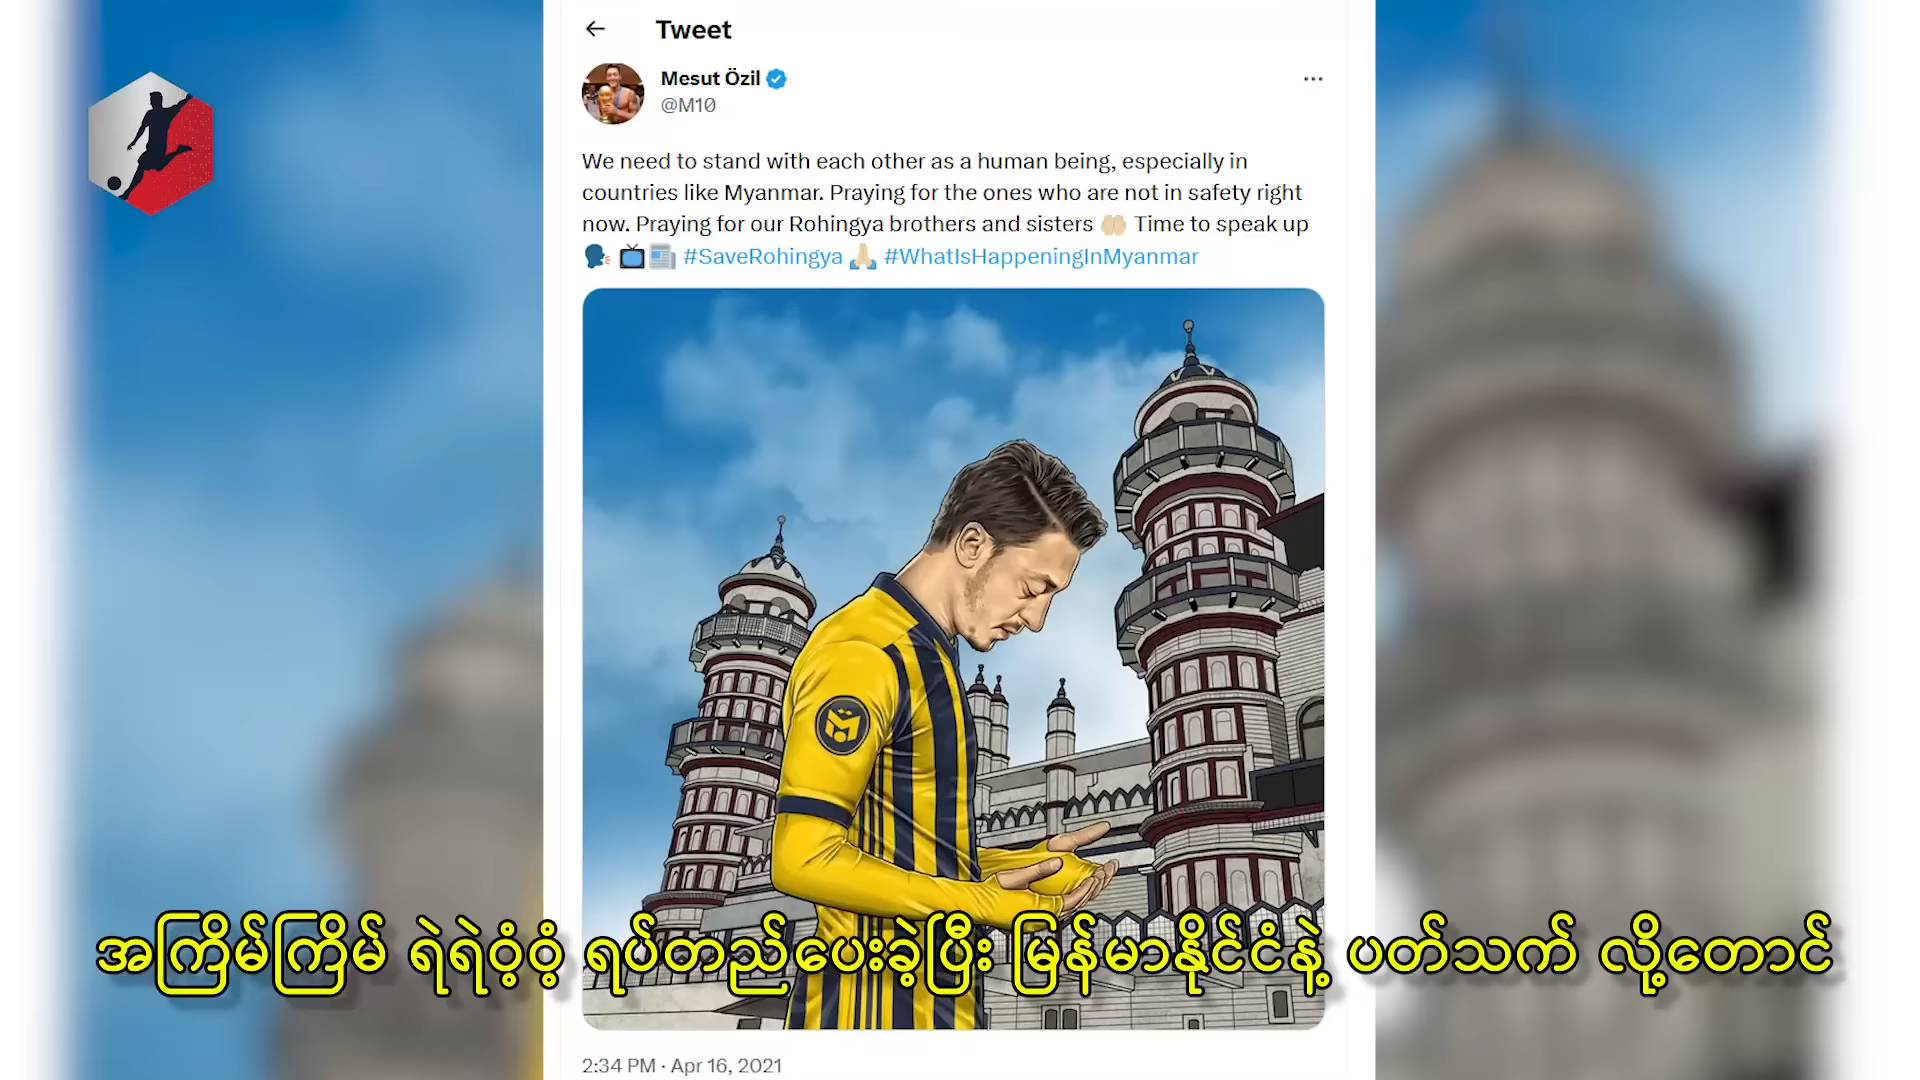 Tweet
Mesut Özil
@M10
We need to stand with each other as a human being, especially in
countries like Myanmar. Praying for the ones who are not in safety right
now. Praying for our Rohingya brothers and sisters 🤲🏼 Time to speak up
🗣 📺📰 #SaveRohingya 🙏🏼 #WhatIsHappeningInMyanmar
အကြိမ်ကြိမ် ရဲရဲဝံ့ဝံ့ ရပ်တည်ပေးခဲ့ပြီး မြန်မာနိုင်ငံနဲ့ ပတ်သက် လို့တောင်
2:34 PM · Apr 16, 2021